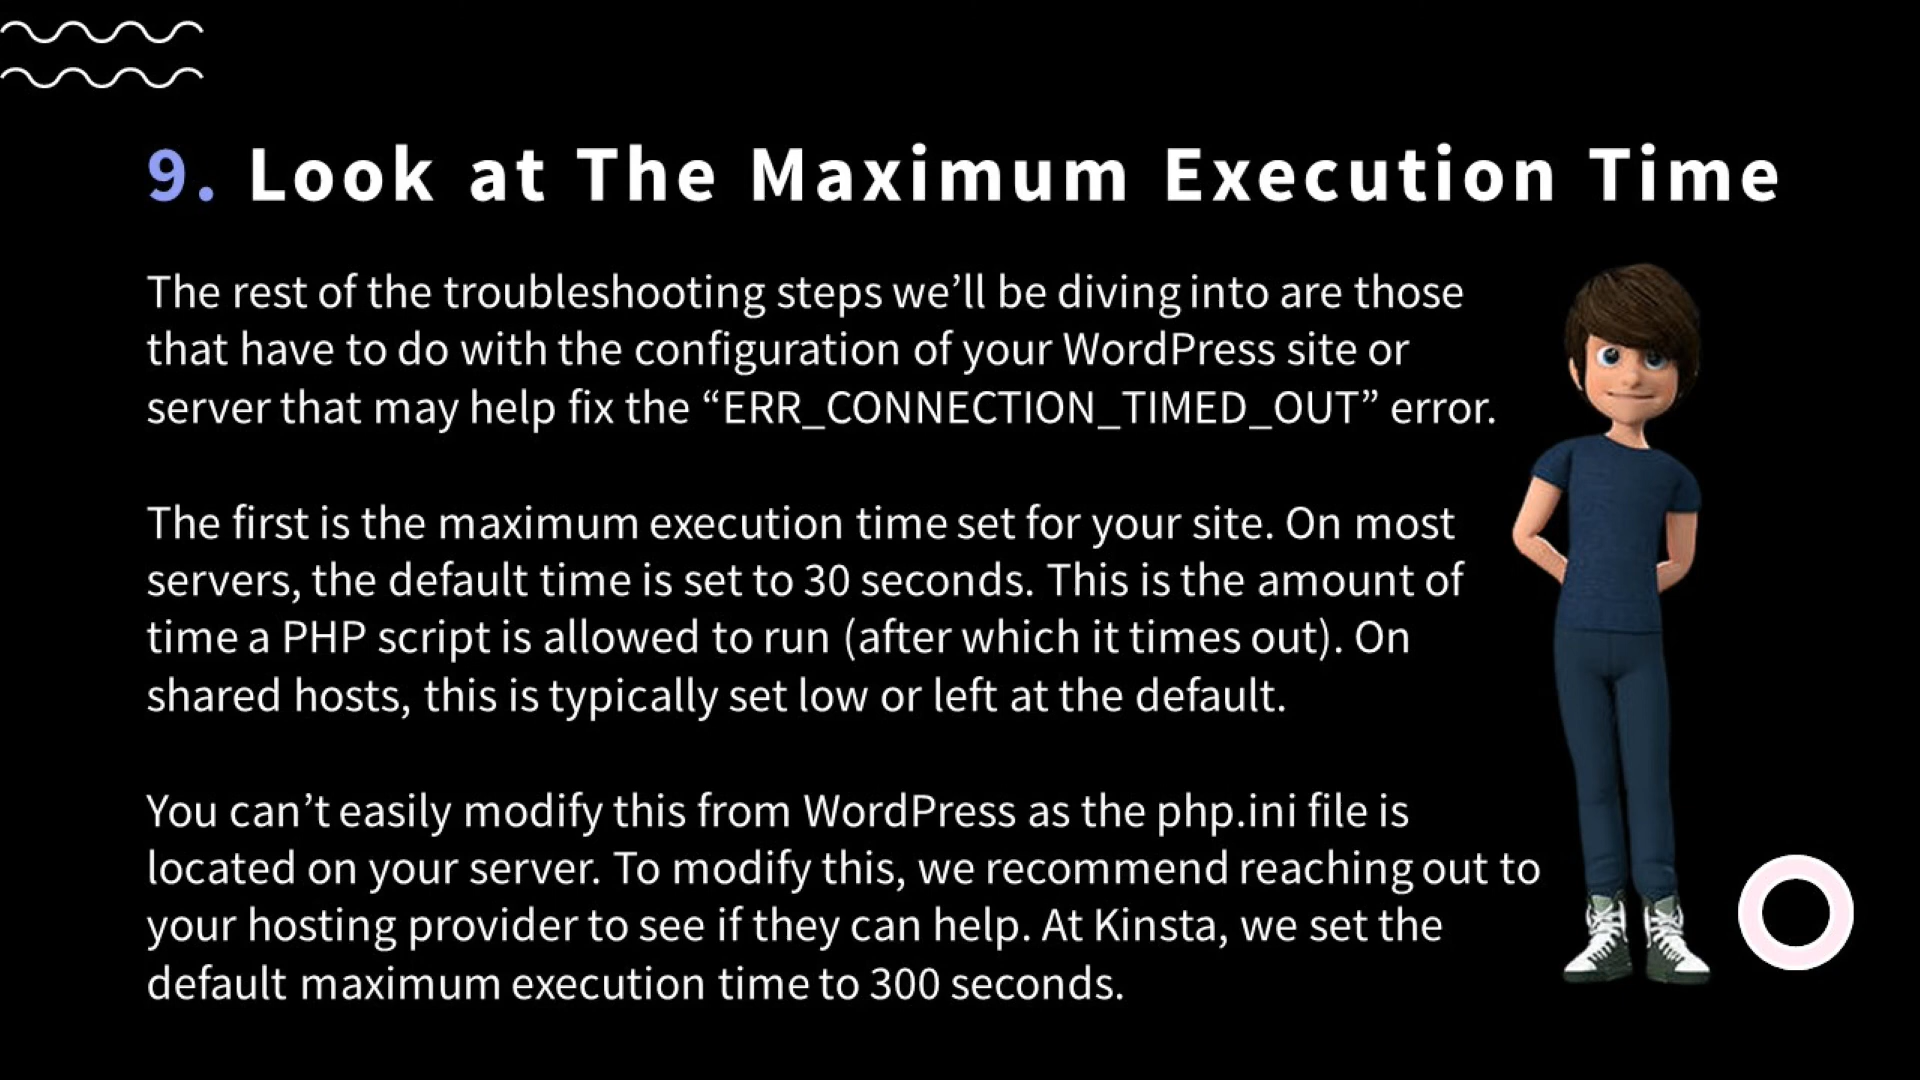 9. Look at The Maximum Execution Time
The rest of the troubleshooting steps we’ll be diving into are those
that have to do with the configuration of your WordPress site or
server that may help fix the “ERR_CONNECTION_TIMED_OUT” error.
The first is the maximum execution time set for your site. On most
servers, the default time is set to 30 seconds. This is the amount of
time a PHP script is allowed to run (after which it times out). On
shared hosts, this is typically set low or left at the default.
You can’t easily modify this from WordPress as the php.ini file is
located on your server. To modify this, we recommend reaching out to
your hosting provider to see if they can help. At Kinsta, we set the
default maximum execution time to 300 seconds.